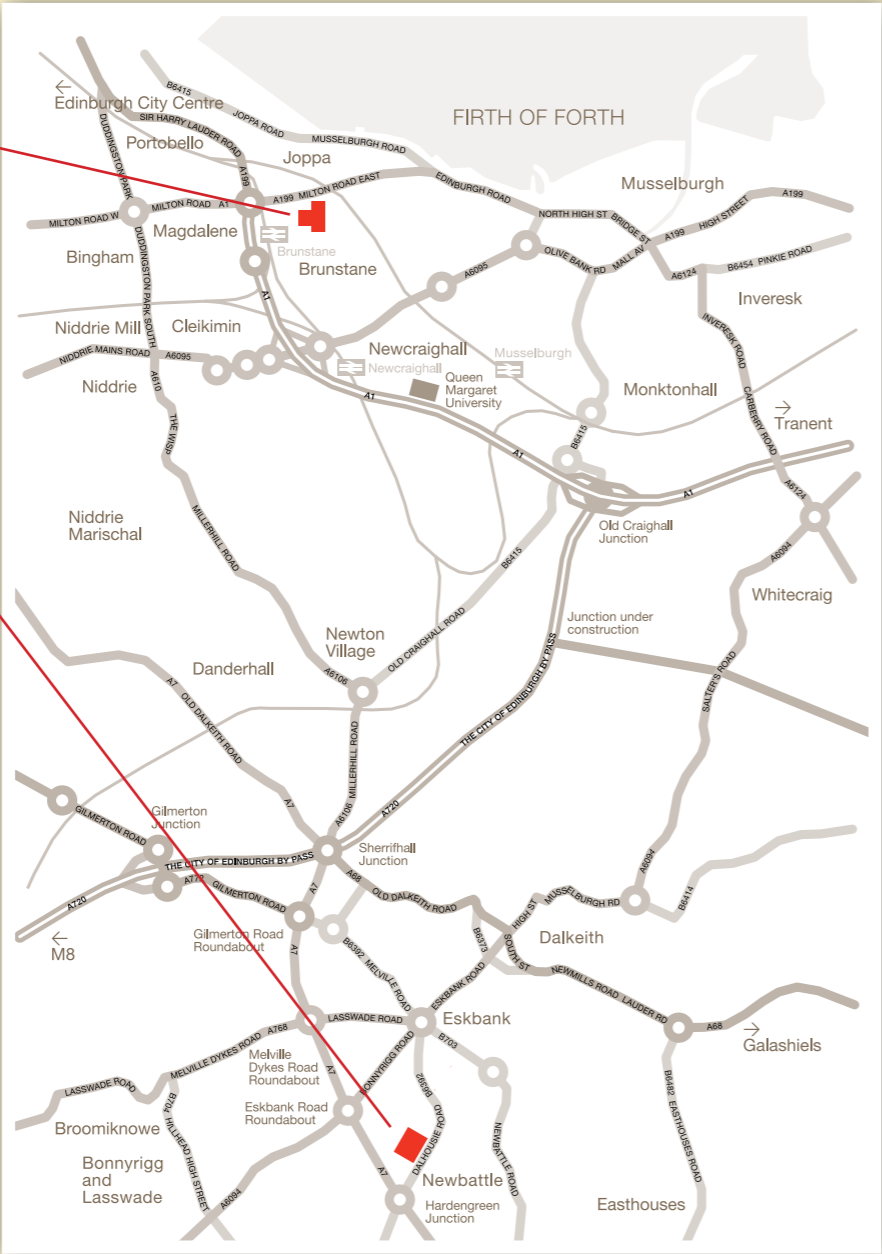 B6415
Edinburgh City Centre
SIR HARRY LAUDER ROAD
JOPPA ROAD
FIRTH OF FORTH
DUDDINGSTON PARK
Portobello
MUSSELBURGH ROAD
Joppa
A199
Musselburgh
A199 MILTON ROAD EAST
EDINBURGH ROAD
A199
MILTON ROAD W
MILTON ROAD A1
NORTH HIGH ST
BRIDGE ST
A199 HIGH STREET
Magdalene
OLIVE BANK RD
MALL AV
Brunstane
Bingham
Brunstane
A6095
A6124
B6454 PINKIE ROAD
DUDDINGSTON PARK SOUTH
A1
Inveresk
Niddrie Mill
Cleikimin
INVERESK ROAD
NIDDRIE MAINS ROAD
A6095
Newcraighall
Musselburgh
Newcraighall
Niddrie
A610
Queen
Margaret
University
Monktonhall
A1
CARBERRY ROAD
Tranent
THE WISP
B6415
A1
A1
A6124
Niddrie
Marischal
MILLERHILL ROAD
Old Craighall
Junction
A6094
B6415
Whitecraig
Junction under
construction
Newton
Village
OLD CRAIGHALL ROAD
Danderhall
A6106
SALTER'S ROAD
A7
OLD DALKEITH ROAD
THE CITY OF EDINBURGH BY PASS
MILLERHILL ROAD
A7
A6106
A720
Gilmerton
Junction
GILMERTON ROAD
Sherrifhall
Junction
THE CITY OF EDINBURGH BY PASS
A68
A6094
A772
GILMERTON ROAD
A7
OLD DALKEITH ROAD
HIGH ST
MUSSELBURGH RD
B6414
A720
M8
Gilmerton Road
Roundabout
A7
B6392 MELVILLE ROAD
B6373
SOUTH ST
Dalkeith
ESKBANK ROAD
NEWMILLS ROAD
LAUDER RD
LASSWADE ROAD
Eskbank
A68
Galashiels
MELVILLE DYKES ROAD
A768
B703
Melville
Dykes Road
Roundabout
A7
BONNYRIGG ROAD
LASSWADE ROAD
B704
B6392
B6482 EASTHOUSES ROAD
Eskbank Road
Roundabout
Broomiknowe
HILLHEAD HIGH STREET
DALHOUSIE ROAD
NEWBATTLE ROAD
Bonnyrigg
and
Lasswade
A7
Newbattle
A6094
Hardengreen
Junction
Easthouses